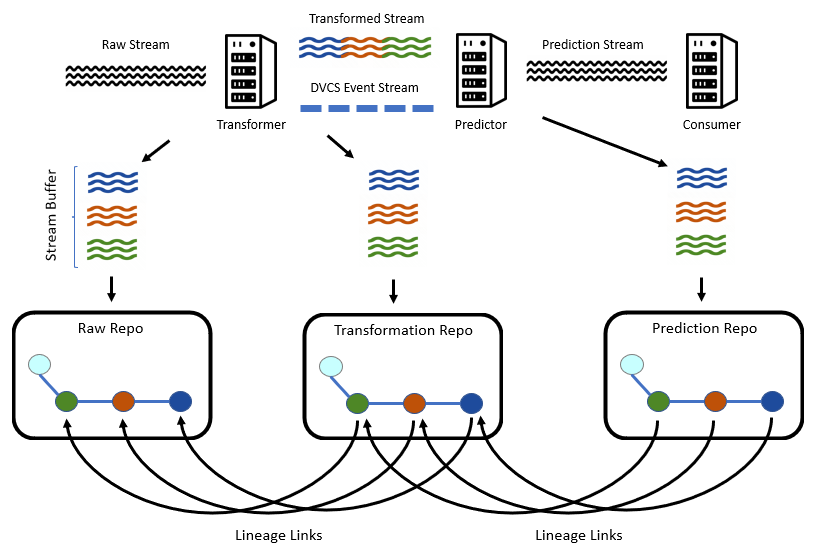 Transformed Stream
Raw Stream
Prediction Stream
DVCS Event Stream
Transformer
Predictor
Consumer
Stream Buffer
Raw Repo
Transformation Repo
Prediction Repo
Lineage Links
Lineage Links